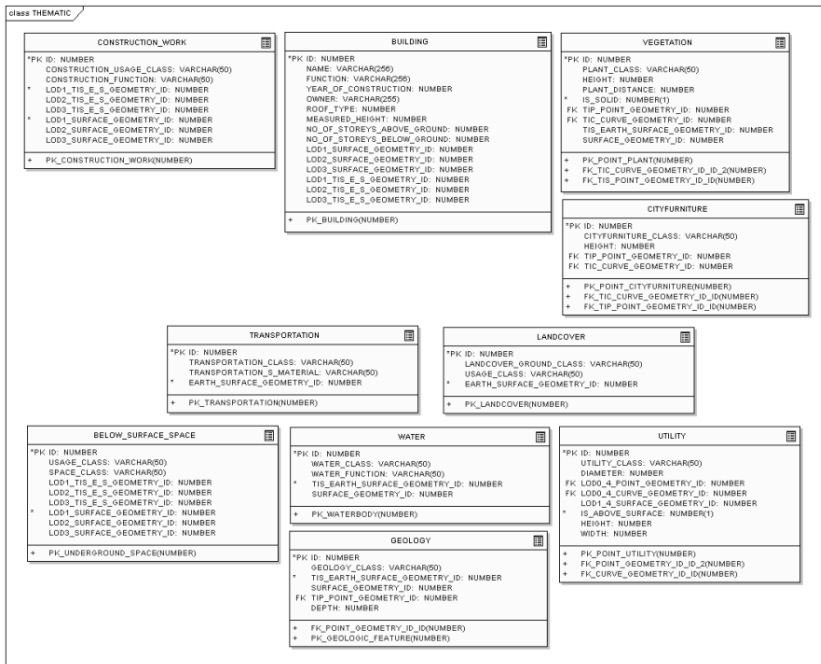 class THEMATIC
CONSTRUCTION_WORK
*PK ID: NUMBER
CONSTRUCTION_USAGE_CLASS: VARCHAR(50)
CONSTRUCTION_FUNCTION: VARCHAR(50)
* LOD1_TIS_E_S_GEOMETRY_ID: NUMBER
LOD2_TIS_E_S_GEOMETRY_ID: NUMBER
LOD3_TIS_E_S_GEOMETRY_ID: NUMBER
* LOD1_SURFACE_GEOMETRY_ID: NUMBER
LOD2_SURFACE_GEOMETRY_ID: NUMBER
LOD3_SURFACE_GEOMETRY_ID: NUMBER
+ PK_CONSTRUCTION_WORK(NUMBER)
BUILDING
*PK ID: NUMBER
NAME: VARCHAR(256)
FUNCTION: VARCHAR(256)
YEAR_OF_CONSTRUCTION: NUMBER
OWNER: VARCHAR(255)
ROOF_TYPE: NUMBER
MEASURED_HEIGHT: NUMBER
NO_OF_STOREYS_ABOVE_GROUND: NUMBER
NO_OF_STOREYS_BELOW_GROUND: NUMBER
LOD1_SURFACE_GEOMETRY_ID: NUMBER
LOD2_SURFACE_GEOMETRY_ID: NUMBER
LOD3_SURFACE_GEOMETRY_ID: NUMBER
LOD1_TIS_E_S_GEOMETRY_ID: NUMBER
LOD2_TIS_E_S_GEOMETRY_ID: NUMBER
LOD3_TIS_E_S_GEOMETRY_ID: NUMBER
+ PK_BUILDING(NUMBER)
VEGETATION
*PK ID: NUMBER
PLANT_CLASS: VARCHAR(50)
HEIGHT: NUMBER
PLANT_DISTANCE: NUMBER
* IS_SOLID: NUMBER(1)
FK TIP_POINT_GEOMETRY_ID: NUMBER
FK TIC_CURVE_GEOMETRY_ID: NUMBER
TIS_EARTH_SURFACE_GEOMETRY_ID: NUMBER
SURFACE_GEOMETRY_ID: NUMBER
+ PK_POINT_PLANT(NUMBER)
+ FK_TIC_CURVE_GEOMETRY_ID_ID_2(NUMBER)
+ FK_TIS_POINT_GEOMETRY_ID_ID(NUMBER)
CITYFURNITURE
*PK ID: NUMBER
CITYFURNITURE_CLASS: VARCHAR(50)
HEIGHT: NUMBER
FK TIP_POINT_GEOMETRY_ID: NUMBER
FK TIC_CURVE_GEOMETRY_ID: NUMBER
+ PK_POINT_CITYFURNITURE(NUMBER)
+ FK_TIC_CURVE_GEOMETRY_ID_ID(NUMBER)
+ FK_TIP_POINT_GEOMETRY_ID_ID(NUMBER)
TRANSPORTATION
*PK ID: NUMBER
TRANSPORTATION_CLASS: VARCHAR(50)
TRANSPORTATION_S_MATERIAL: VARCHAR(50)
* EARTH_SURFACE_GEOMETRY_ID: NUMBER
+ PK_TRANSPORTATION(NUMBER)
LANDCOVER
*PK ID: NUMBER
LANDCOVER_GROUND_CLASS: VARCHAR(50)
USAGE_CLASS: VARCHAR(50)
* EARTH_SURFACE_GEOMETRY_ID: NUMBER
+ PK_LANDCOVER(NUMBER)
BELOW_SURFACE_SPACE
*PK ID: NUMBER
USAGE_CLASS: VARCHAR(50)
SPACE_CLASS: VARCHAR(50)
LOD1_TIS_E_S_GEOMETRY_ID: NUMBER
LOD2_TIS_E_S_GEOMETRY_ID: NUMBER
LOD3_TIS_E_S_GEOMETRY_ID: NUMBER
* LOD1_SURFACE_GEOMETRY_ID: NUMBER
LOD2_SURFACE_GEOMETRY_ID: NUMBER
LOD3_SURFACE_GEOMETRY_ID: NUMBER
+ PK_UNDERGROUND_SPACE(NUMBER)
WATER
*PK ID: NUMBER
WATER_CLASS: VARCHAR(50)
WATER_FUNCTION: VARCHAR(50)
* TIS_EARTH_SURFACE_GEOMETRY_ID: NUMBER
SURFACE_GEOMETRY_ID: NUMBER
+ PK_WATERBODY(NUMBER)
UTILITY
*PK ID: NUMBER
UTILITY_CLASS: VARCHAR(50)
DIAMETER: NUMBER
FK LOD0_4_POINT_GEOMETRY_ID: NUMBER
FK LOD0_4_CURVE_GEOMETRY_ID: NUMBER
LOD1_4_SURFACE_GEOMETRY_ID: NUMBER
* IS_ABOVE_SURFACE: NUMBER(1)
HEIGHT: NUMBER
WIDTH: NUMBER
+ PK_POINT_UTILITY(NUMBER)
+ FK_POINT_GEOMETRY_ID_ID_2(NUMBER)
+ FK_CURVE_GEOMETRY_ID_ID(NUMBER)
GEOLOGY
*PK ID: NUMBER
GEOLOGY_CLASS: VARCHAR(50)
* TIS_EARTH_SURFACE_GEOMETRY_ID: NUMBER
SURFACE_GEOMETRY_ID: NUMBER
FK TIP_POINT_GEOMETRY_ID: NUMBER
DEPTH: NUMBER
+ FK_POINT_GEOMETRY_ID_ID(NUMBER)
+ PK_GEOLOGIC_FEATURE(NUMBER)